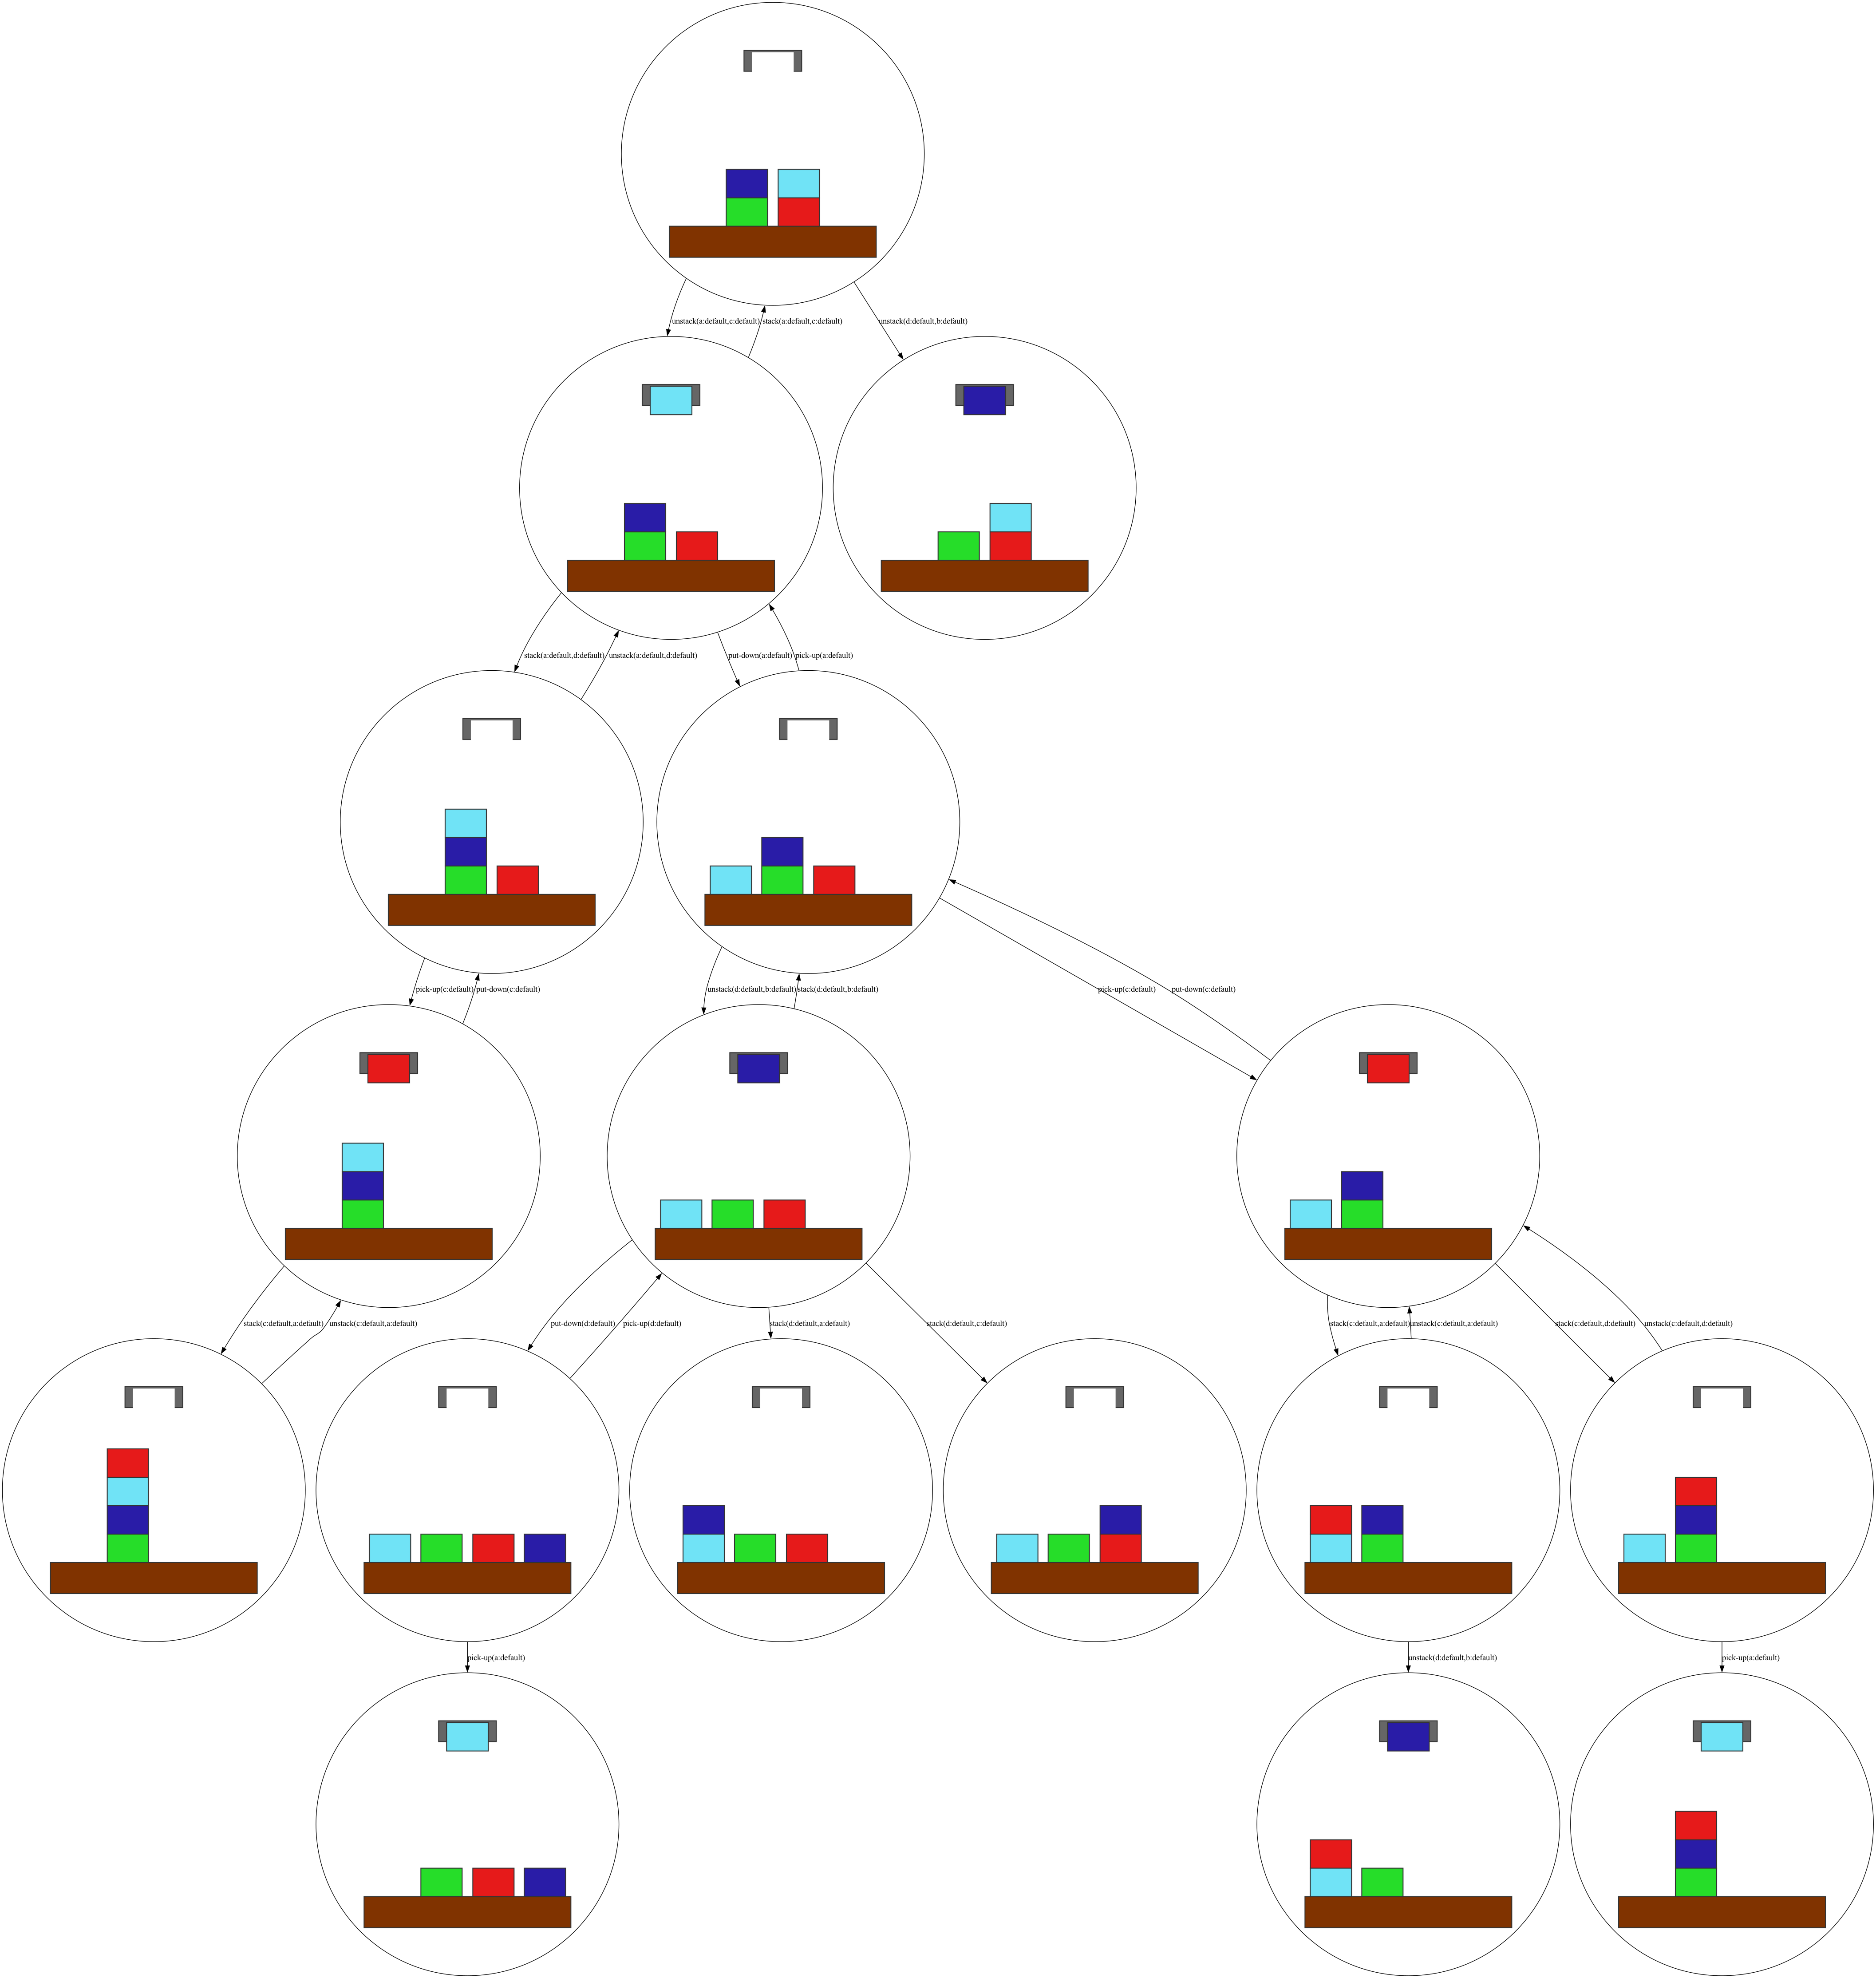 unstack(a:default,c:default)
stack(a:default,c:default)
unstack(d:default,b:default)
stack(a:default,d:default)
unstack(a:default,d:default)
put-down(a:default)
pick-up(a:default)
pick-up(c:default)
put-down(c:default)
unstack(d:default,b:default)
stack(d:default,b:default)
pick-up(c:default)
put-down(c:default)
stack(c:default,a:default)
unstack(c:default,a:default)
put-down(d:default)
pick-up(d:default)
stack(d:default,a:default)
stack(d:default,c:default)
stack(c:default,a:default)
unstack(c:default,a:default)
stack(c:default,d:default)
unstack(c:default,d:default)
pick-up(a:default)
unstack(d:default,b:default)
pick-up(a:default)